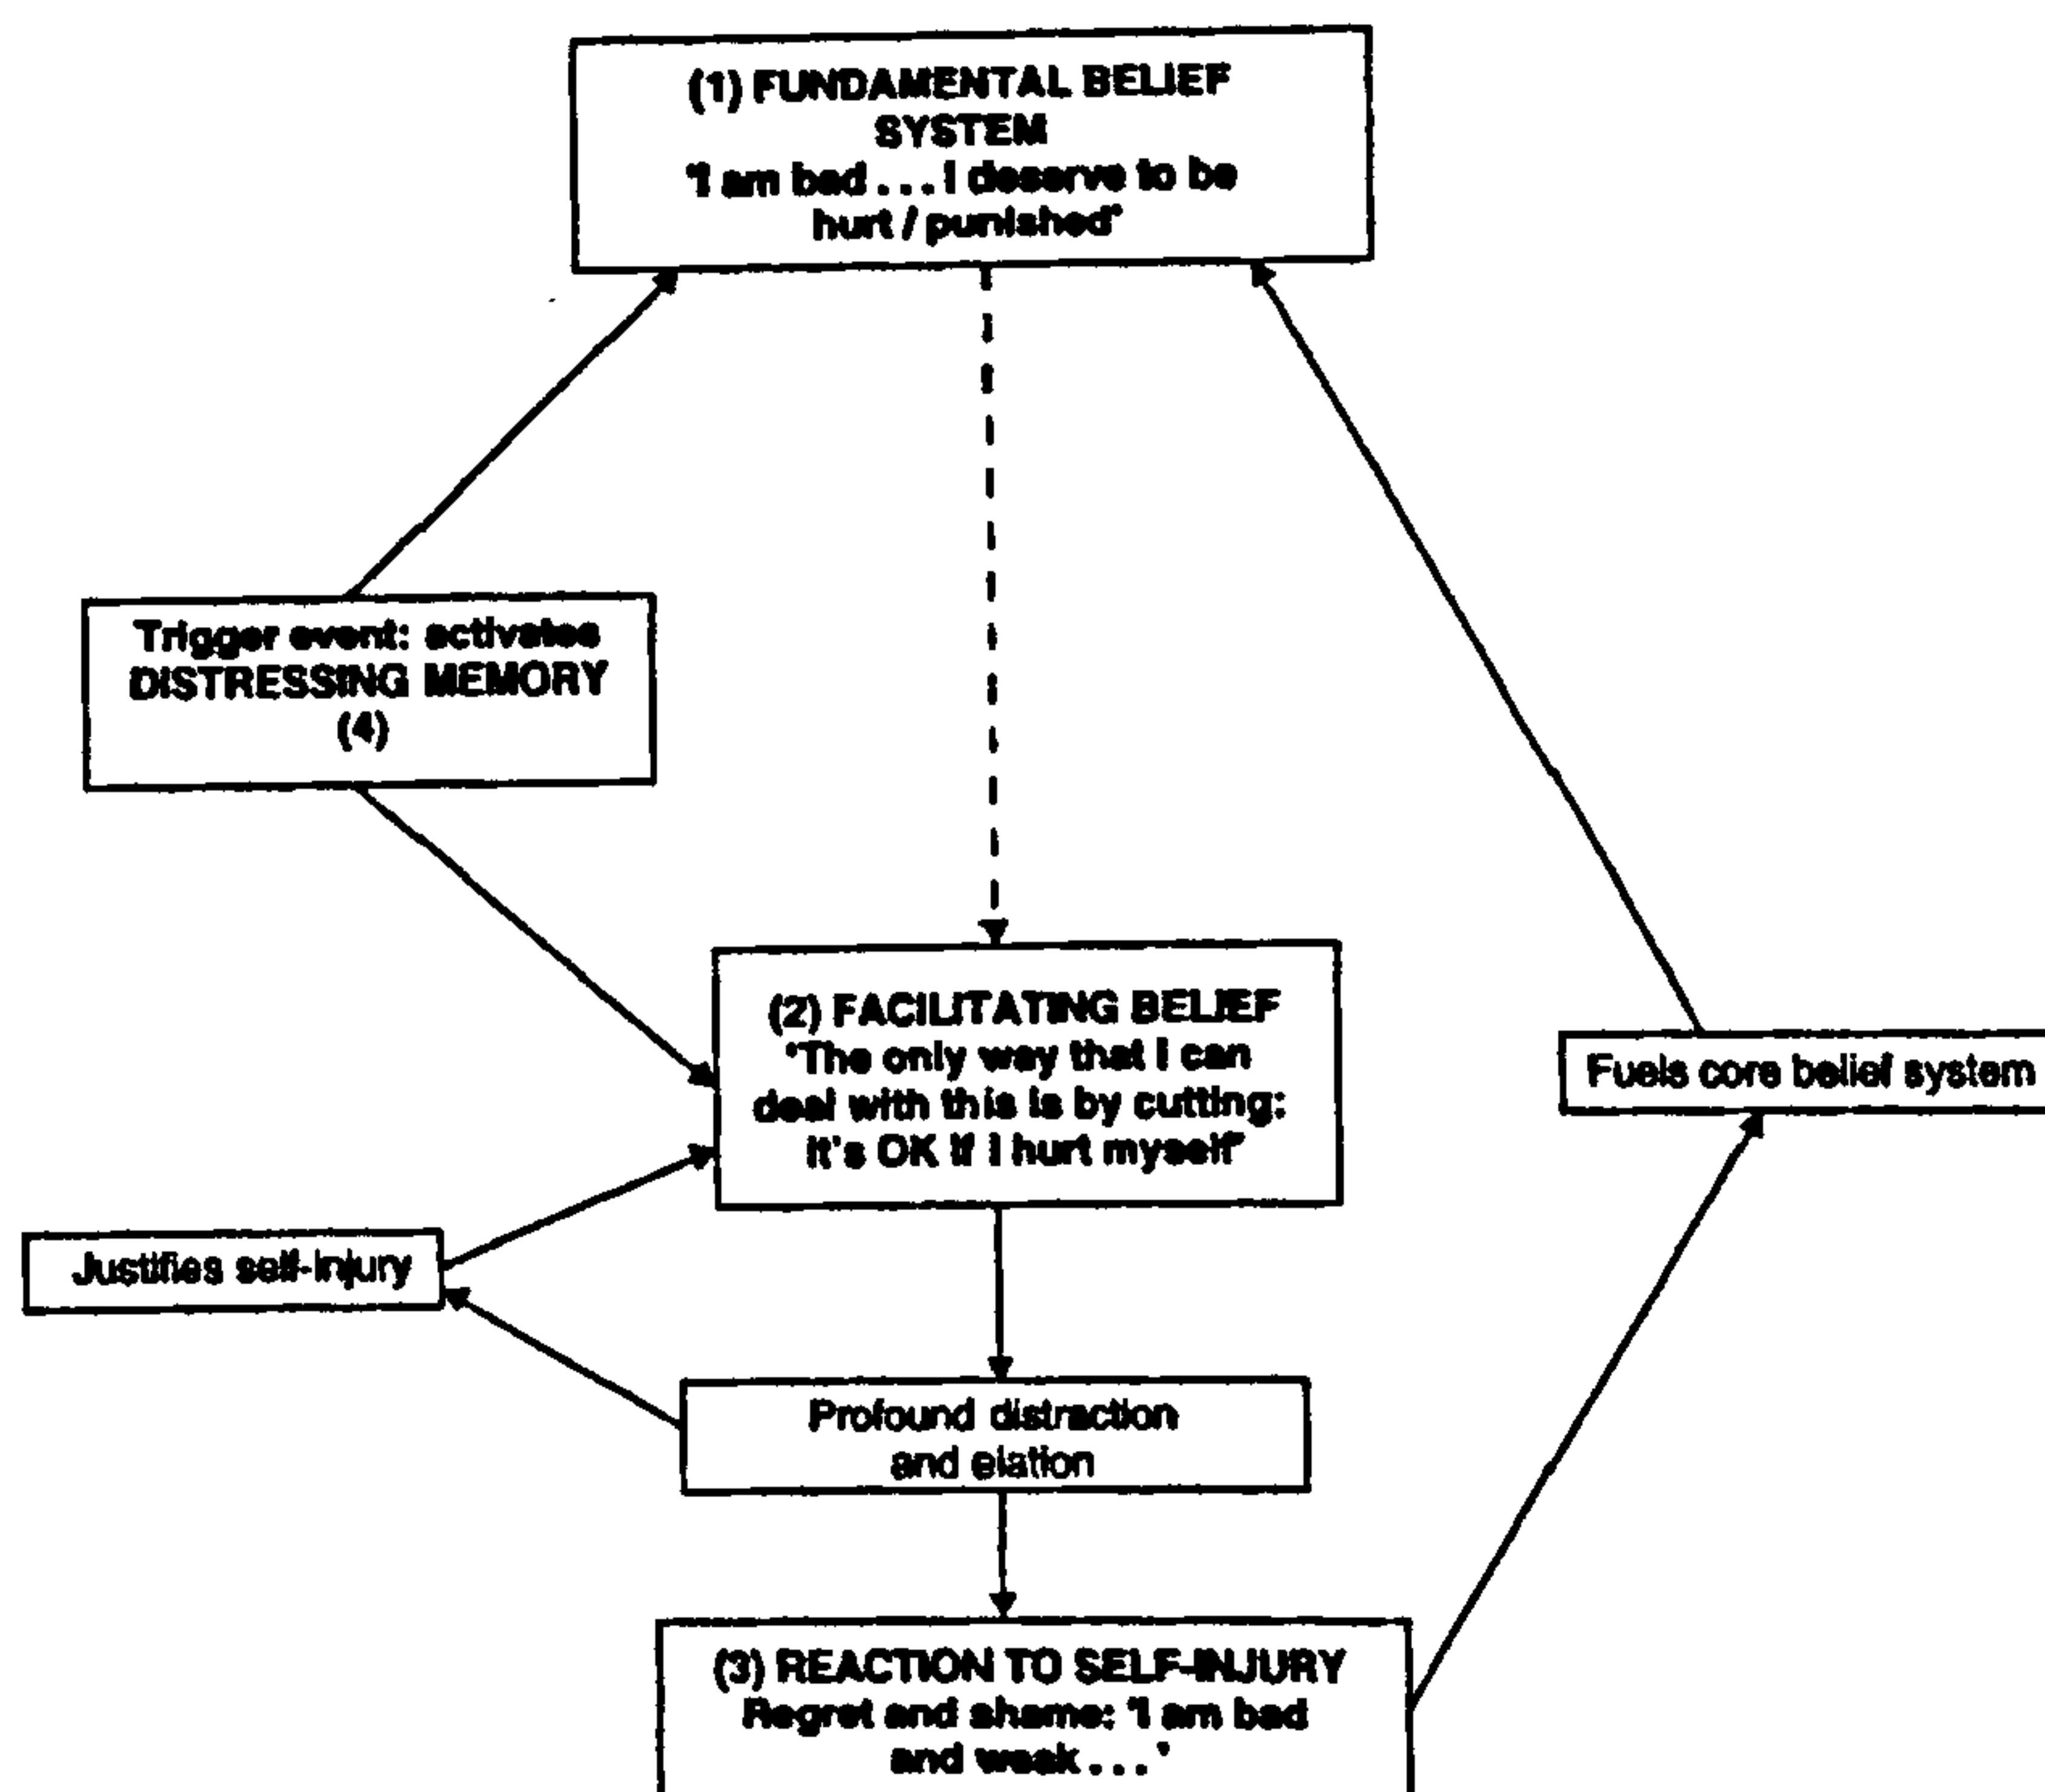 (1) FUNDAMENTAL BELIEF
SYSTEM
"I am bad . . . I deserve to be
hurt / punished"
Trigger event: activates
DISTRESSING MEMORY
(4)
(2) FACILITATING BELIEF
"The only way that I can
deal with this is by cutting:
it's OK if I hurt myself"
Fuels core belief system
Justifies self-injury
Profound distraction
and elation
(3) REACTION TO SELF-INJURY
Regret and shame: "I am bad
and weak . . . "